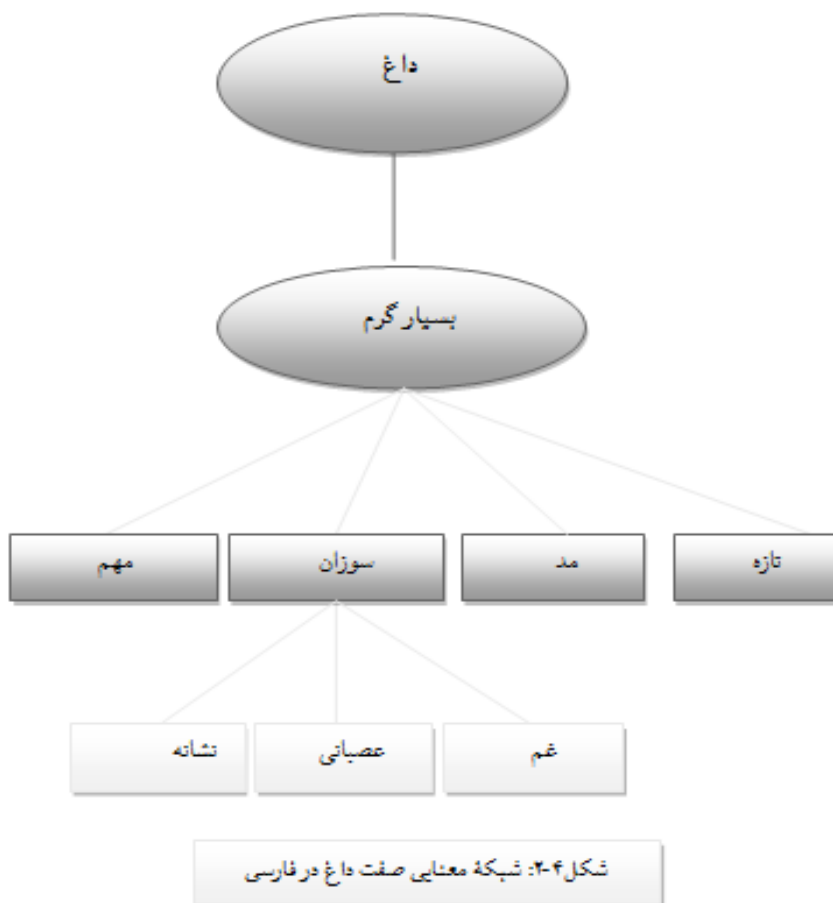 داغ
بسیار گرم
تازه
مد
سوزان
مهم
غم
عصبانی
نشانه
شکل۴-۲: شبکهٔ معنایی صفت داغ در فارسی